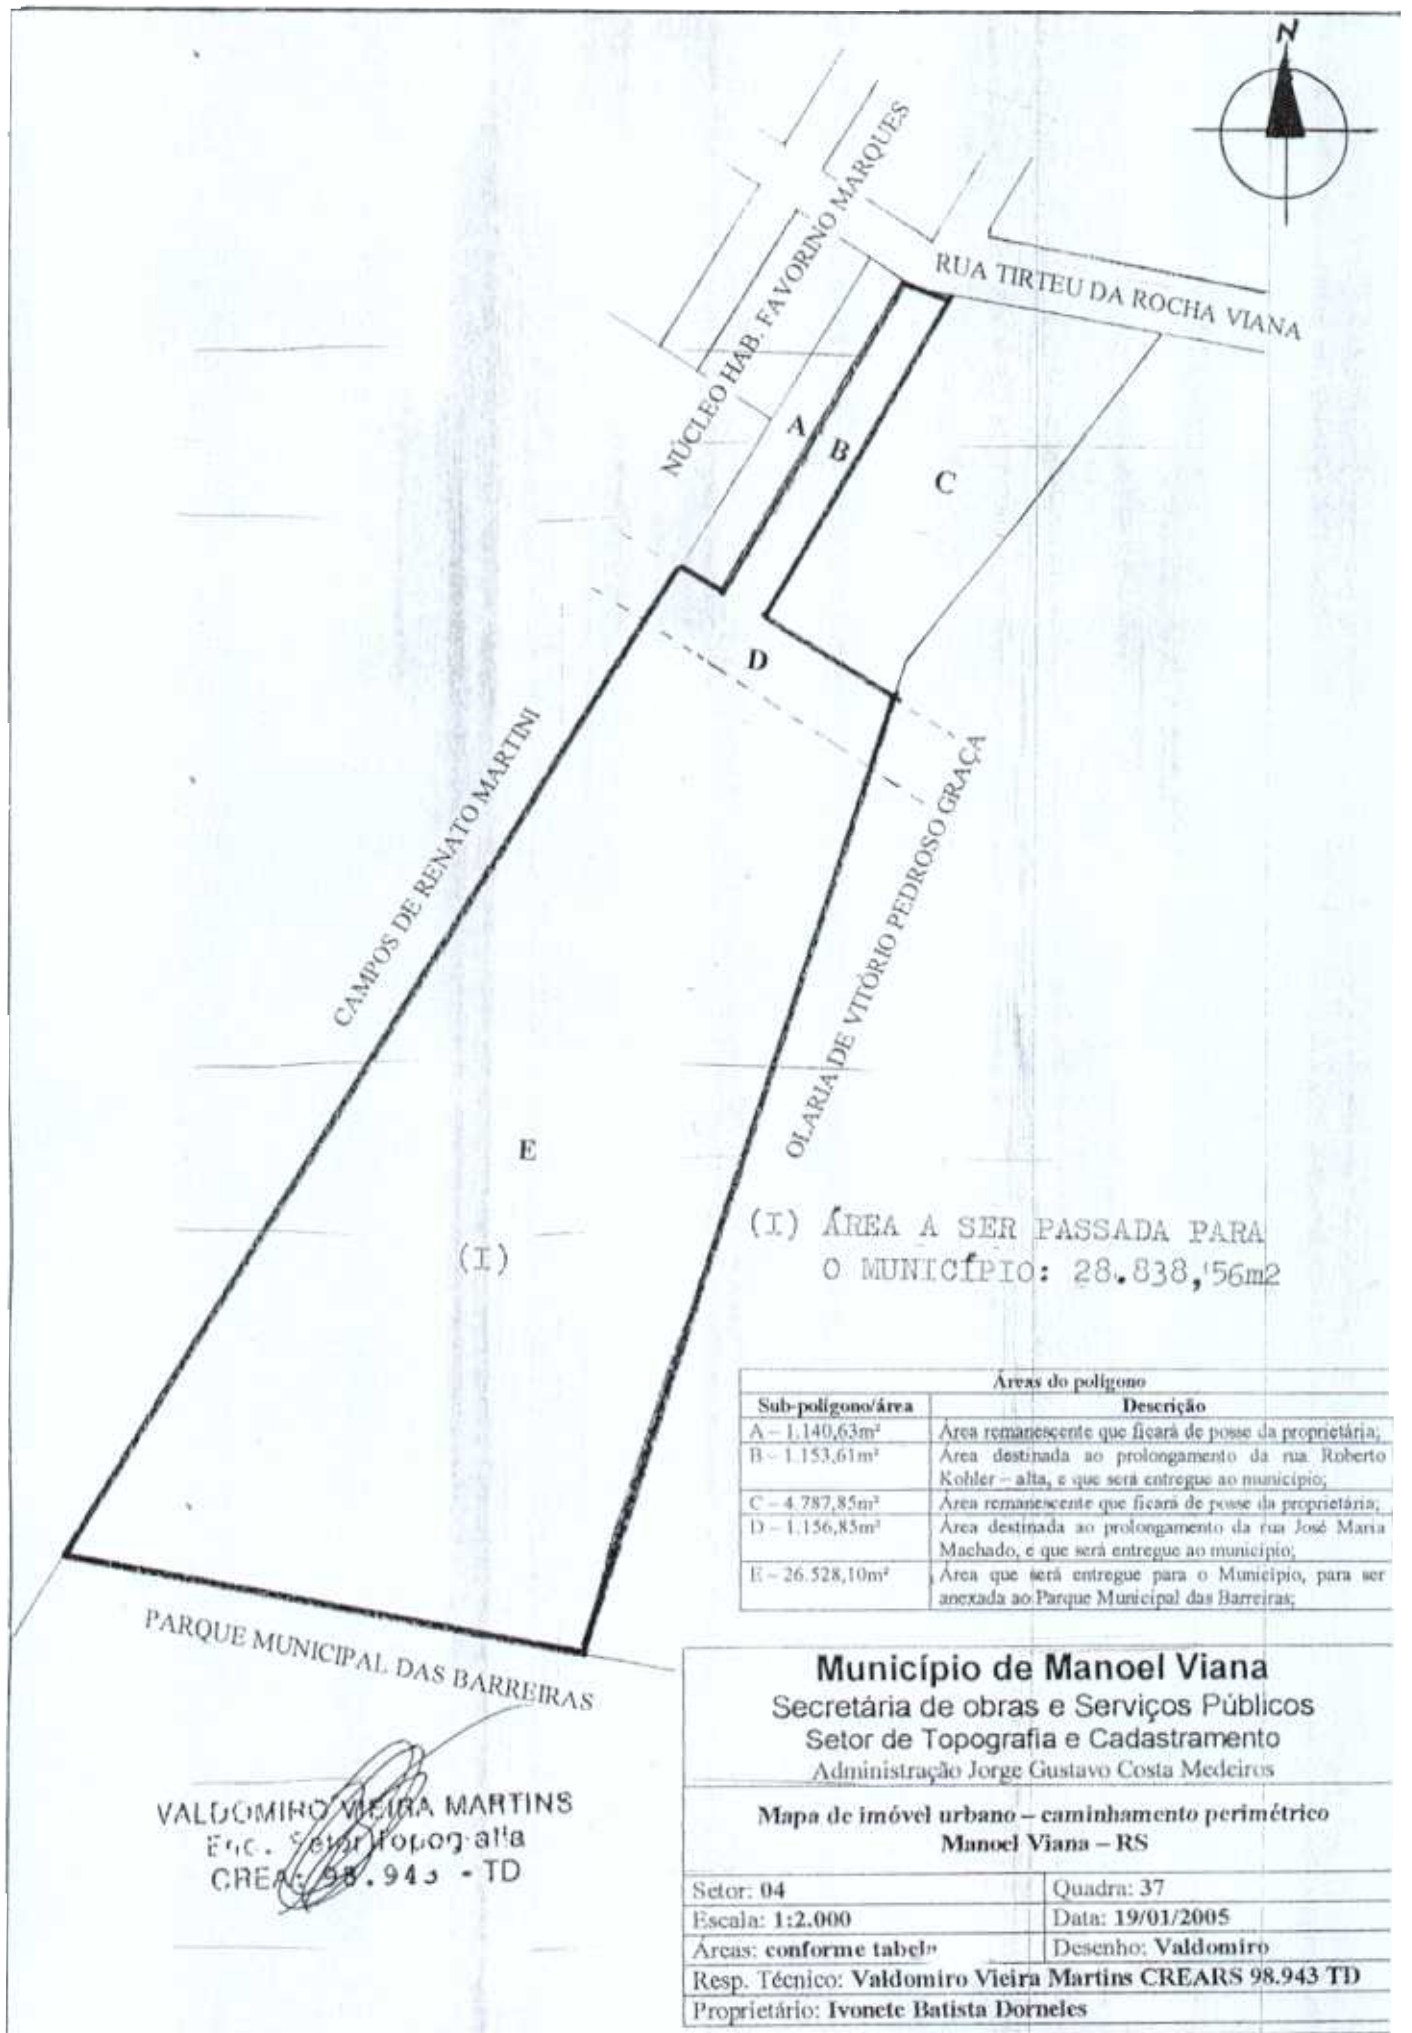 N
NÚCLEO HAB. FAVORINO MARQUES
RUA TIRTEU DA ROCHA VIANA
A
B
C
D
CAMPOS DE RENATO MARTINI
OLARIA DE VITÓRIO PEDROSO GRAÇA
E
(I)
(I) ÁREA A SER PASSADA PARA
O MUNICÍPIO: 28.838,56m2
Áreas do polígono
Sub-polígono/área Descrição
A – 1.140,63m² Área remanescente que ficará de posse da proprietária;
B – 1.153,61m² Área destinada ao prolongamento da rua Roberto
Kohler – alta, e que será entregue ao município;
C – 4.787,85m² Área remanescente que ficará de posse da proprietária;
D – 1.156,85m² Área destinada ao prolongamento da rua José Maria
Machado, e que será entregue ao município;
E – 26.528,10m² Área que será entregue para o Município, para ser
anexada ao Parque Municipal das Barreiras;
PARQUE MUNICIPAL DAS BARREIRAS
Município de Manoel Viana
Secretária de obras e Serviços Públicos
Setor de Topografia e Cadastramento
Administração Jorge Gustavo Costa Medeiros
Mapa de imóvel urbano – caminhamento perimétrico
Manoel Viana – RS
VALDOMIRO VIEIRA MARTINS
Setor Topografia
CREA: 98.943 - TD
Setor: 04 Quadra: 37
Escala: 1:2.000 Data: 19/01/2005
Áreas: conforme tabela Desenho: Valdomiro
Resp. Técnico: Valdomiro Vieira Martins CREARS 98.943 TD
Proprietário: Ivonete Batista Dorneles